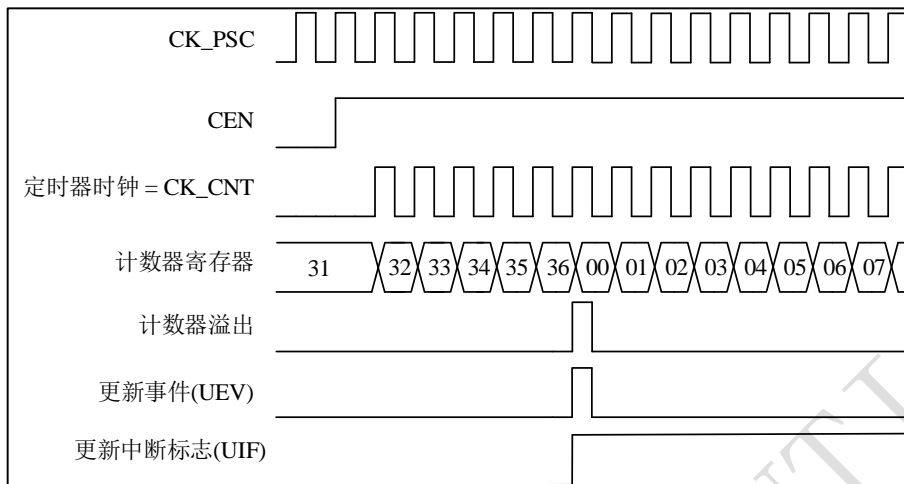 CK_PSC
CEN
定时器时钟 = CK_CNT
计数器寄存器 31 32 33 34 35 36 00 01 02 03 04 05 06 07
计数器溢出
更新事件(UEV)
更新中断标志(UIF)